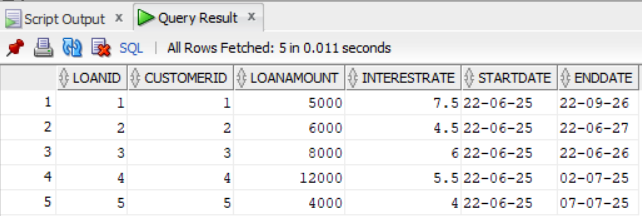 Script Output x Query Result x
SQL | All Rows Fetched: 5 in 0.011 seconds
LOANID CUSTOMERID LOANAMOUNT INTERESTRATE STARTDATE ENDDATE
1 1 1 5000 7.5 22-06-25 22-09-26
2 2 2 6000 4.5 22-06-25 22-06-27
3 3 3 8000 6 22-06-25 22-06-26
4 4 4 12000 5.5 22-06-25 02-07-25
5 5 5 4000 4 22-06-25 07-07-25